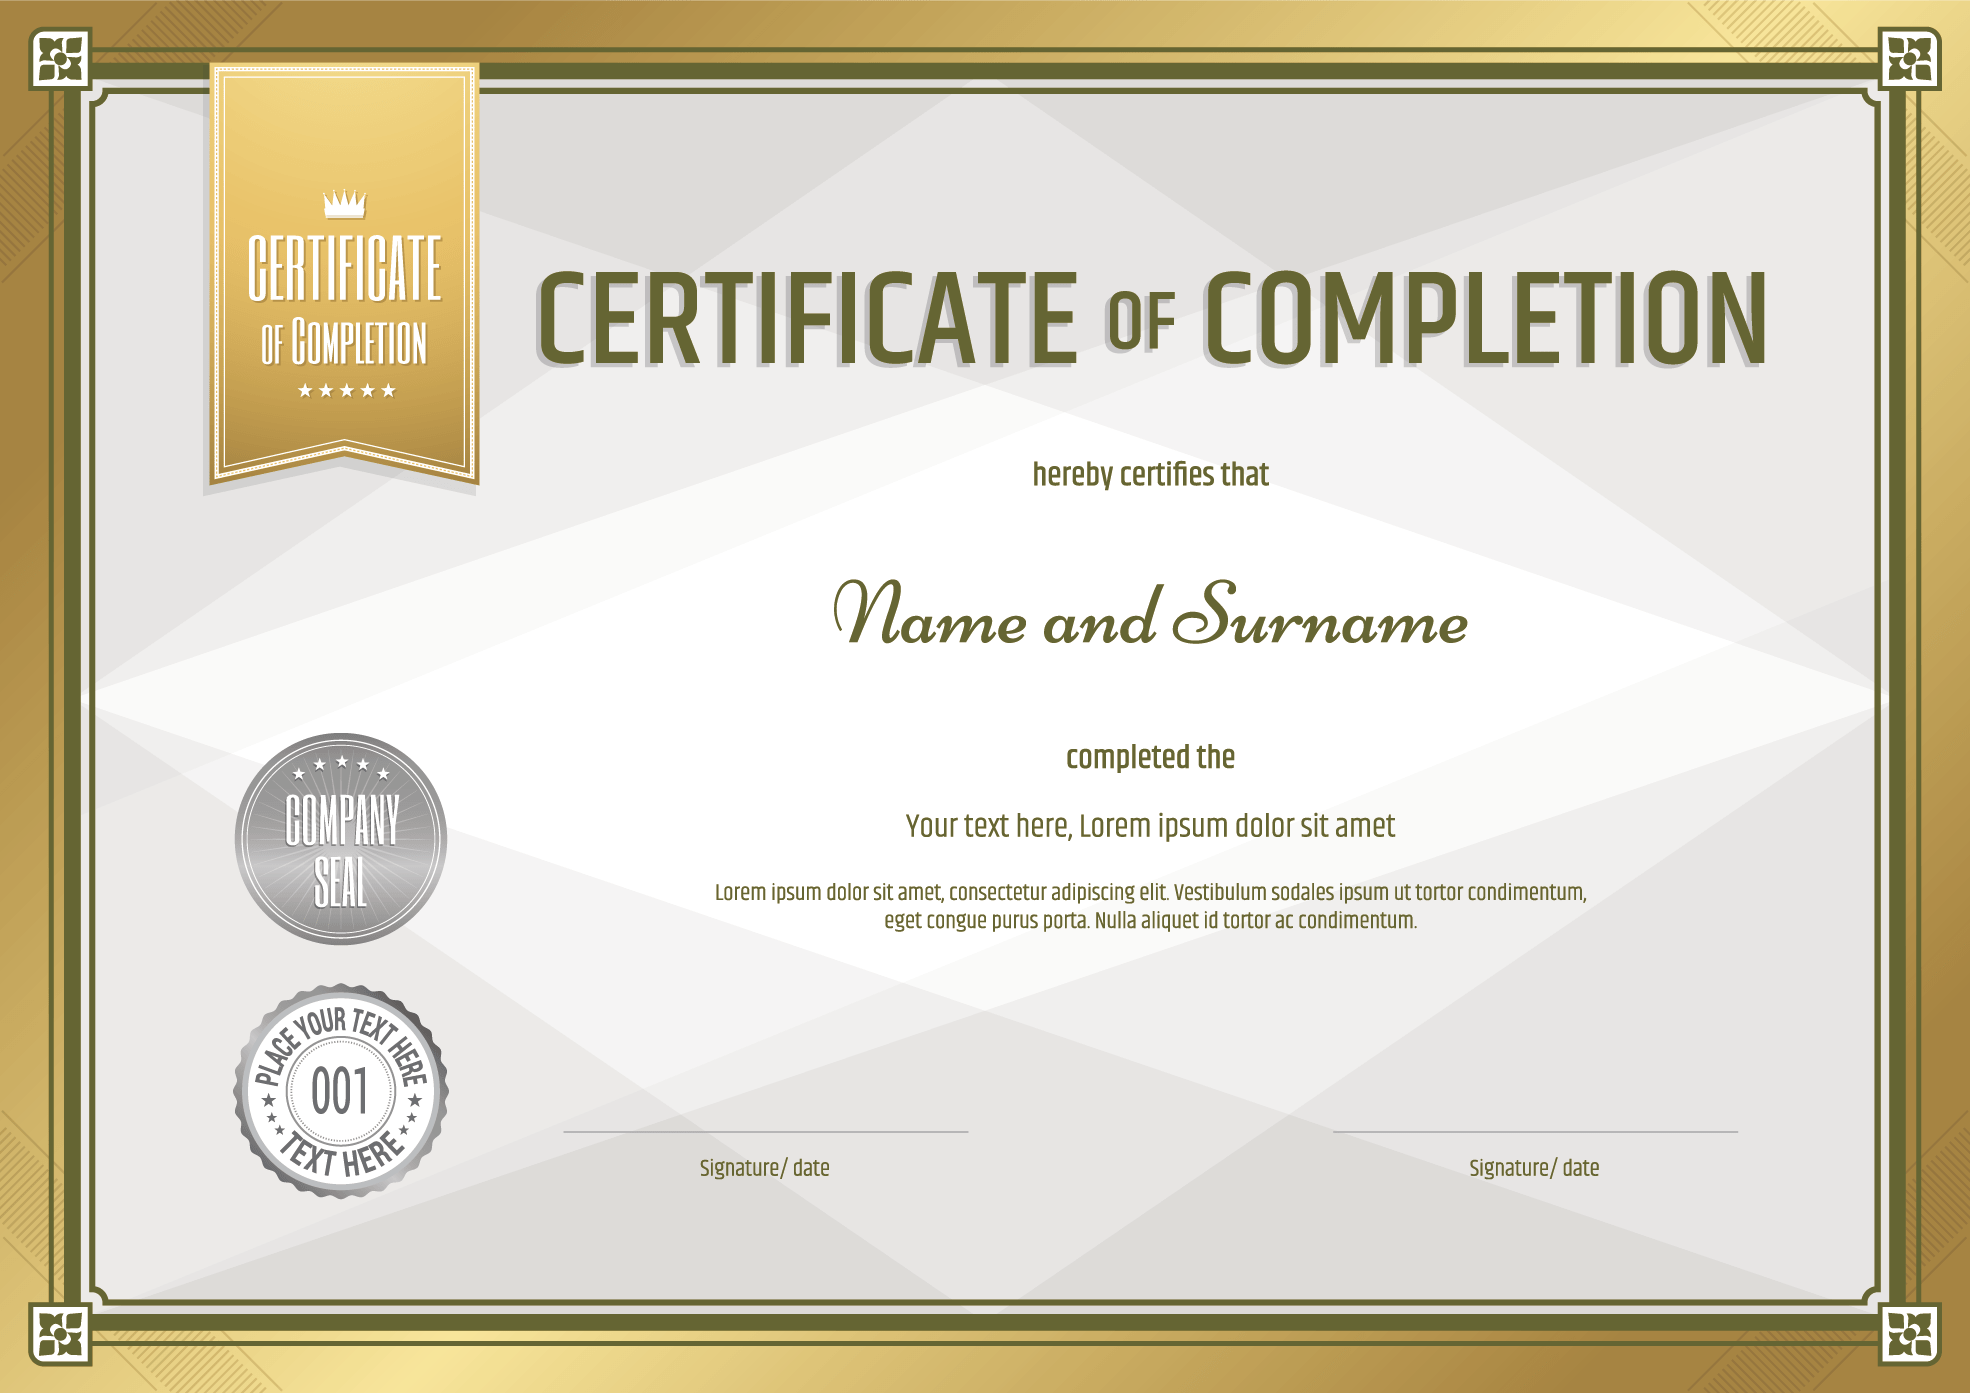 CERTIFICATE
OF COMPLETION
CERTIFICATE OF COMPLETION
hereby certifies that
Name and Surname
completed the
Your text here, Lorem ipsum dolor sit amet
Lorem ipsum dolor sit amet, consectetur adipiscing elit. Vestibulum sodales ipsum ut tortor condimentum,
eget congue purus porta. Nulla aliquet id tortor ac condimentum.
COMPANY
SEAL
PLACE YOUR TEXT HERE
001
TEXT HERE
Signature/ date
Signature/ date